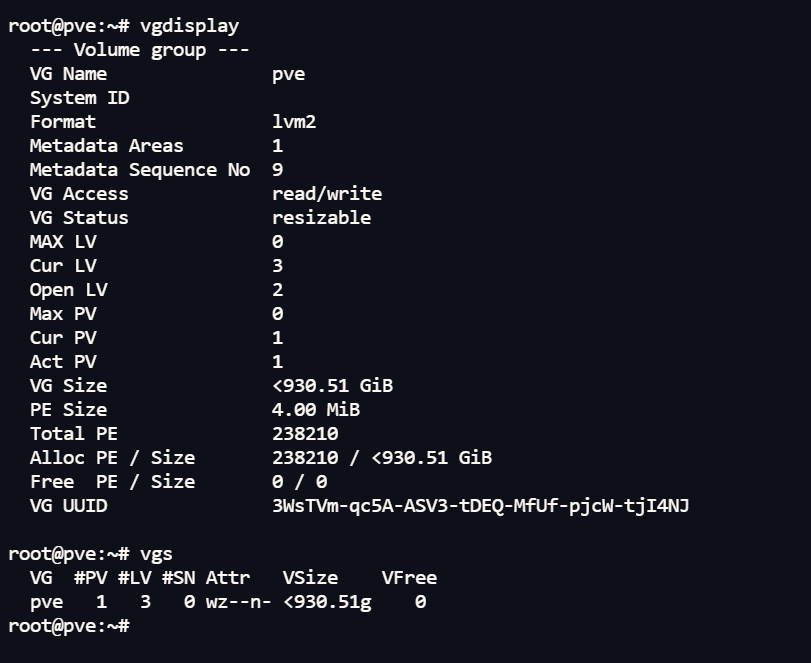 root@pve:~# vgdisplay
  --- Volume group ---
  VG Name               pve
  System ID
  Format                lvm2
  Metadata Areas        1
  Metadata Sequence No  9
  VG Access             read/write
  VG Status             resizable
  MAX LV                0
  Cur LV                3
  Open LV               2
  Max PV                0
  Cur PV                1
  Act PV                1
  VG Size               <930.51 GiB
  PE Size               4.00 MiB
  Total PE              238210
  Alloc PE / Size       238210 / <930.51 GiB
  Free  PE / Size       0 / 0
  VG UUID               3WsTVm-qc5A-ASV3-tDEQ-MfUf-pjcW-tjI4NJ

root@pve:~# vgs
  VG  #PV #LV #SN Attr   VSize    VFree
  pve   1   3   0 wz--n- <930.51g    0
root@pve:~#